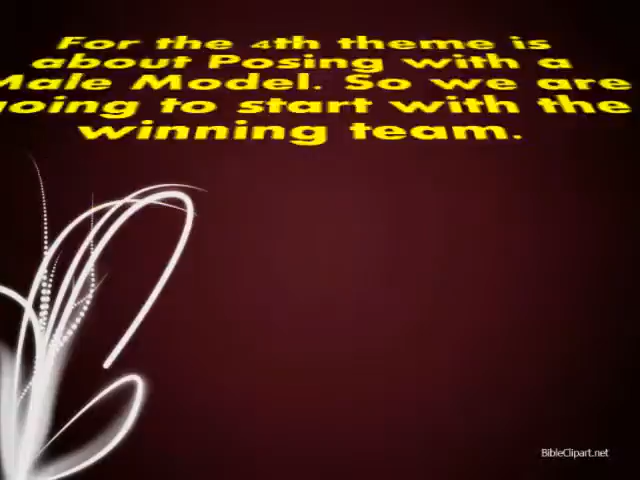 For the 4th theme is
about Posing with a
Male Model. So we are
going to start with the
winning team.
BibleClipart.net